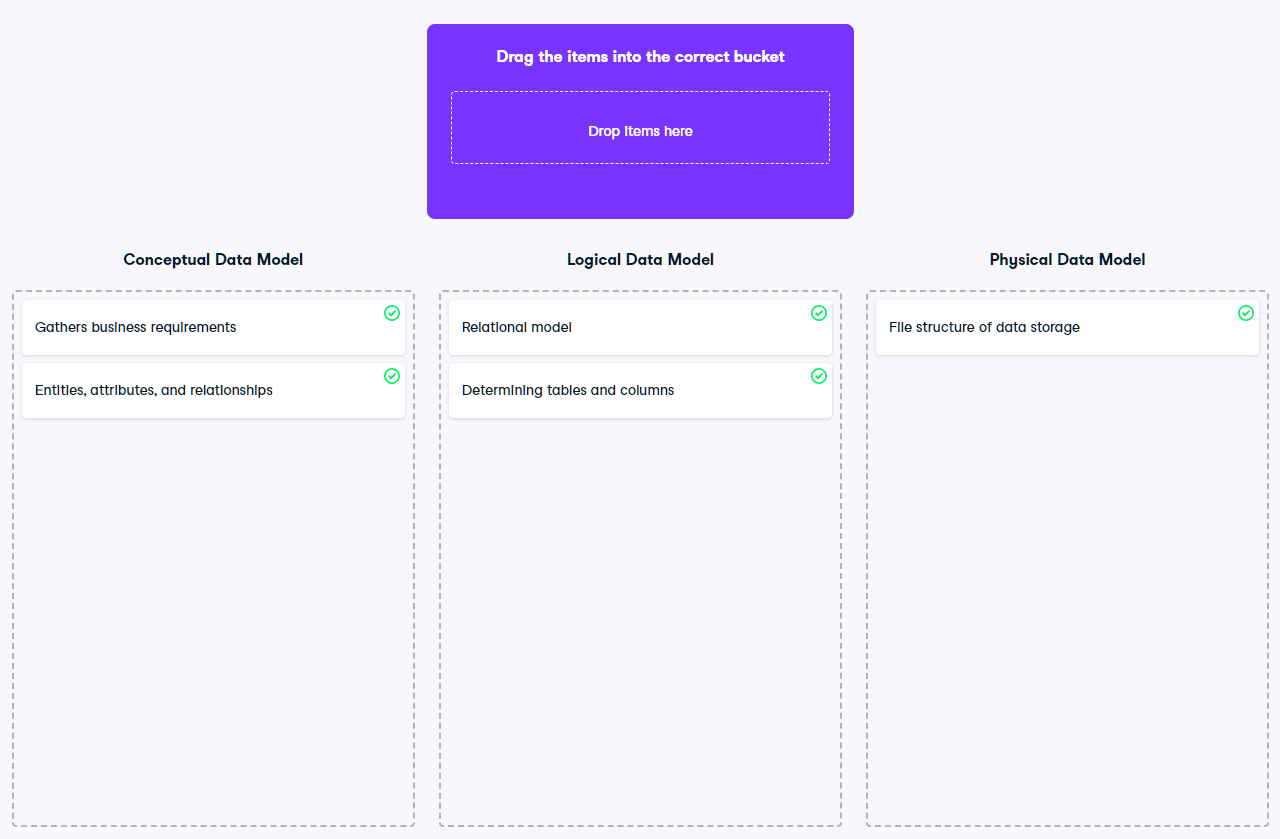 Drag the items into the correct bucket
Drop items here
Conceptual Data Model
Gathers business requirements
Entities, attributes, and relationships
Logical Data Model
Relational model
Determining tables and columns
Physical Data Model
File structure of data storage